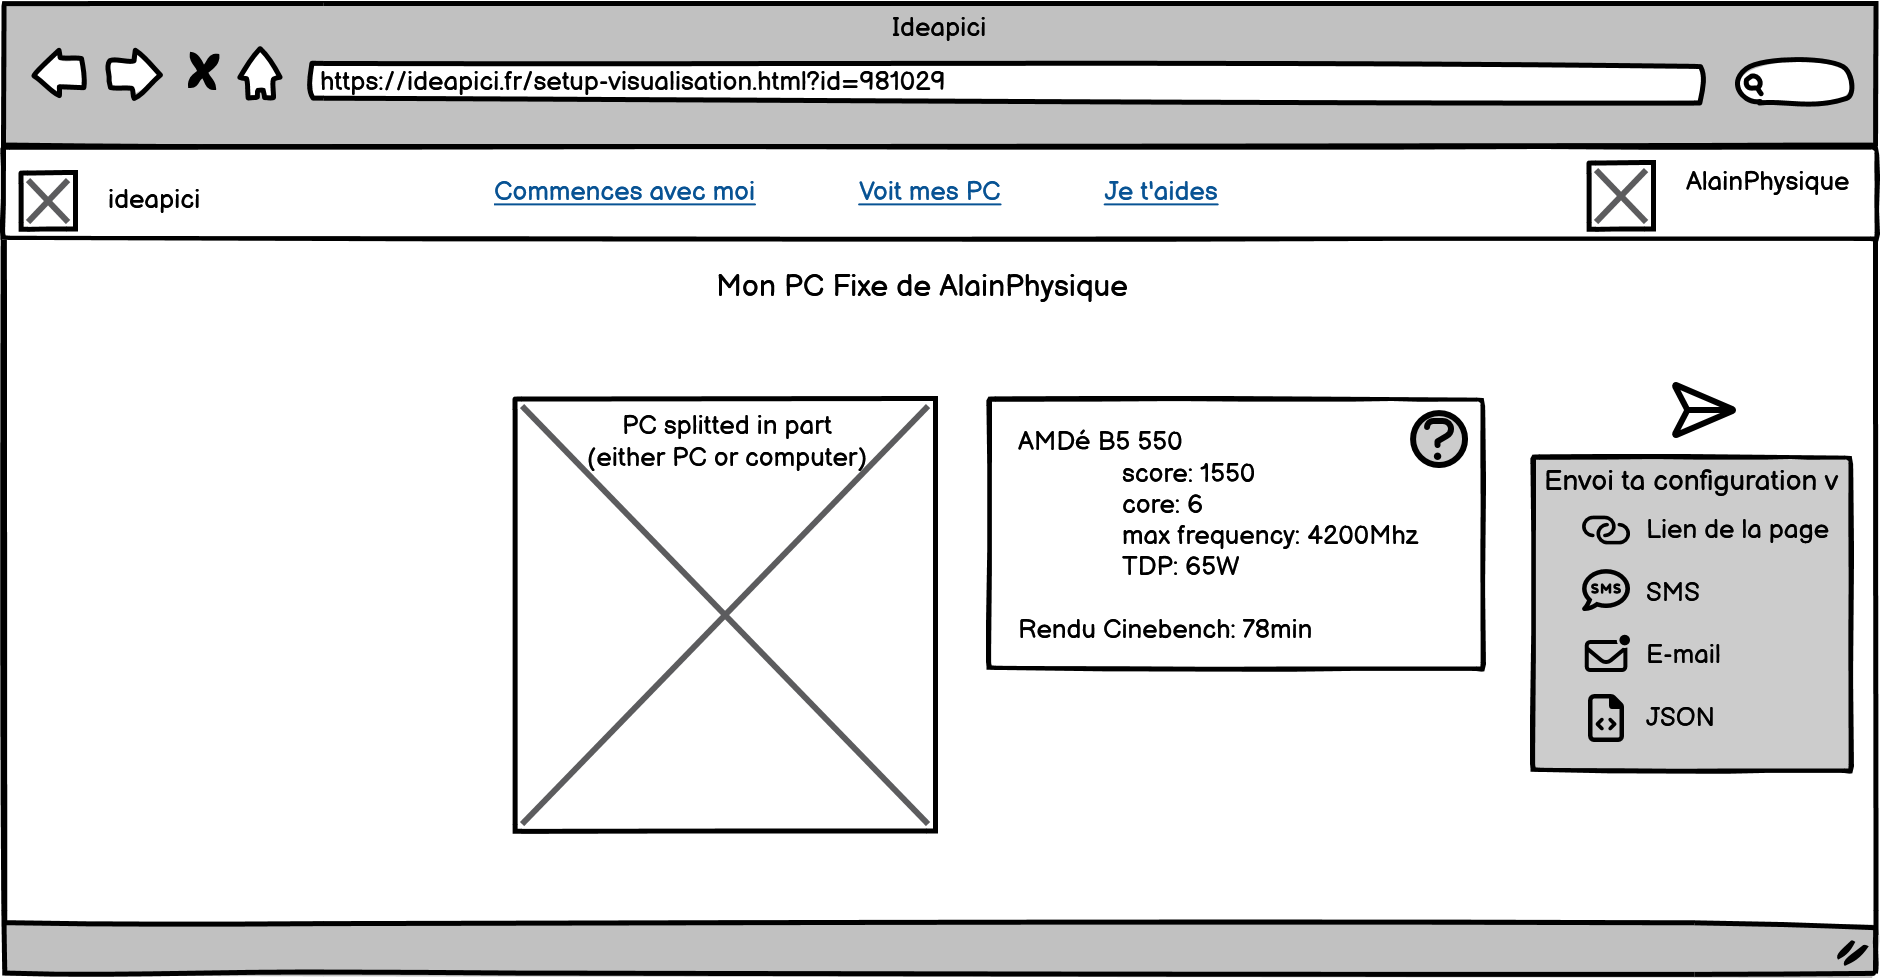 Ideapici
https://ideapici.fr/setup-visualisation.html?id=981029
ideapici
Commences avec moi
Voit mes PC
Je t'aides
AlainPhysique
Mon PC Fixe de AlainPhysique
PC splitted in part
(either PC or computer)
AMDé B5 550
score: 1550
core: 6
max frequency: 4200Mhz
TDP: 65W
Rendu Cinebench: 78min
?
Envoi ta configuration v
Lien de la page
SMS
SMS
E-mail
JSON